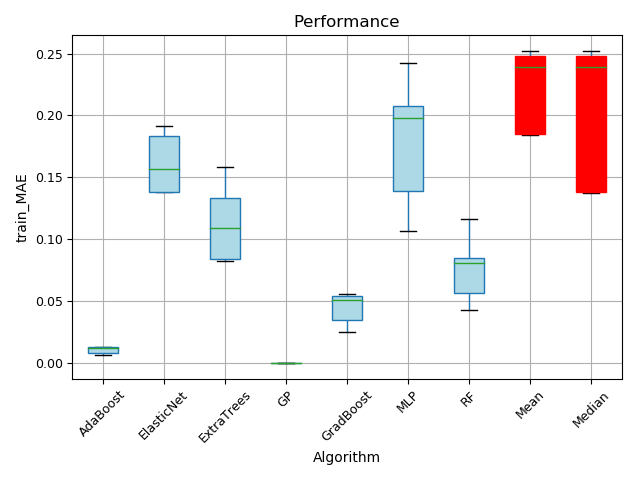 Performance
0.25
0.20
0.15
0.10
0.05
0.00
train_MAE
AdaBoost
ElasticNet
ExtraTrees
GP
GradBoost
MLP
RF
Mean
Median
Algorithm